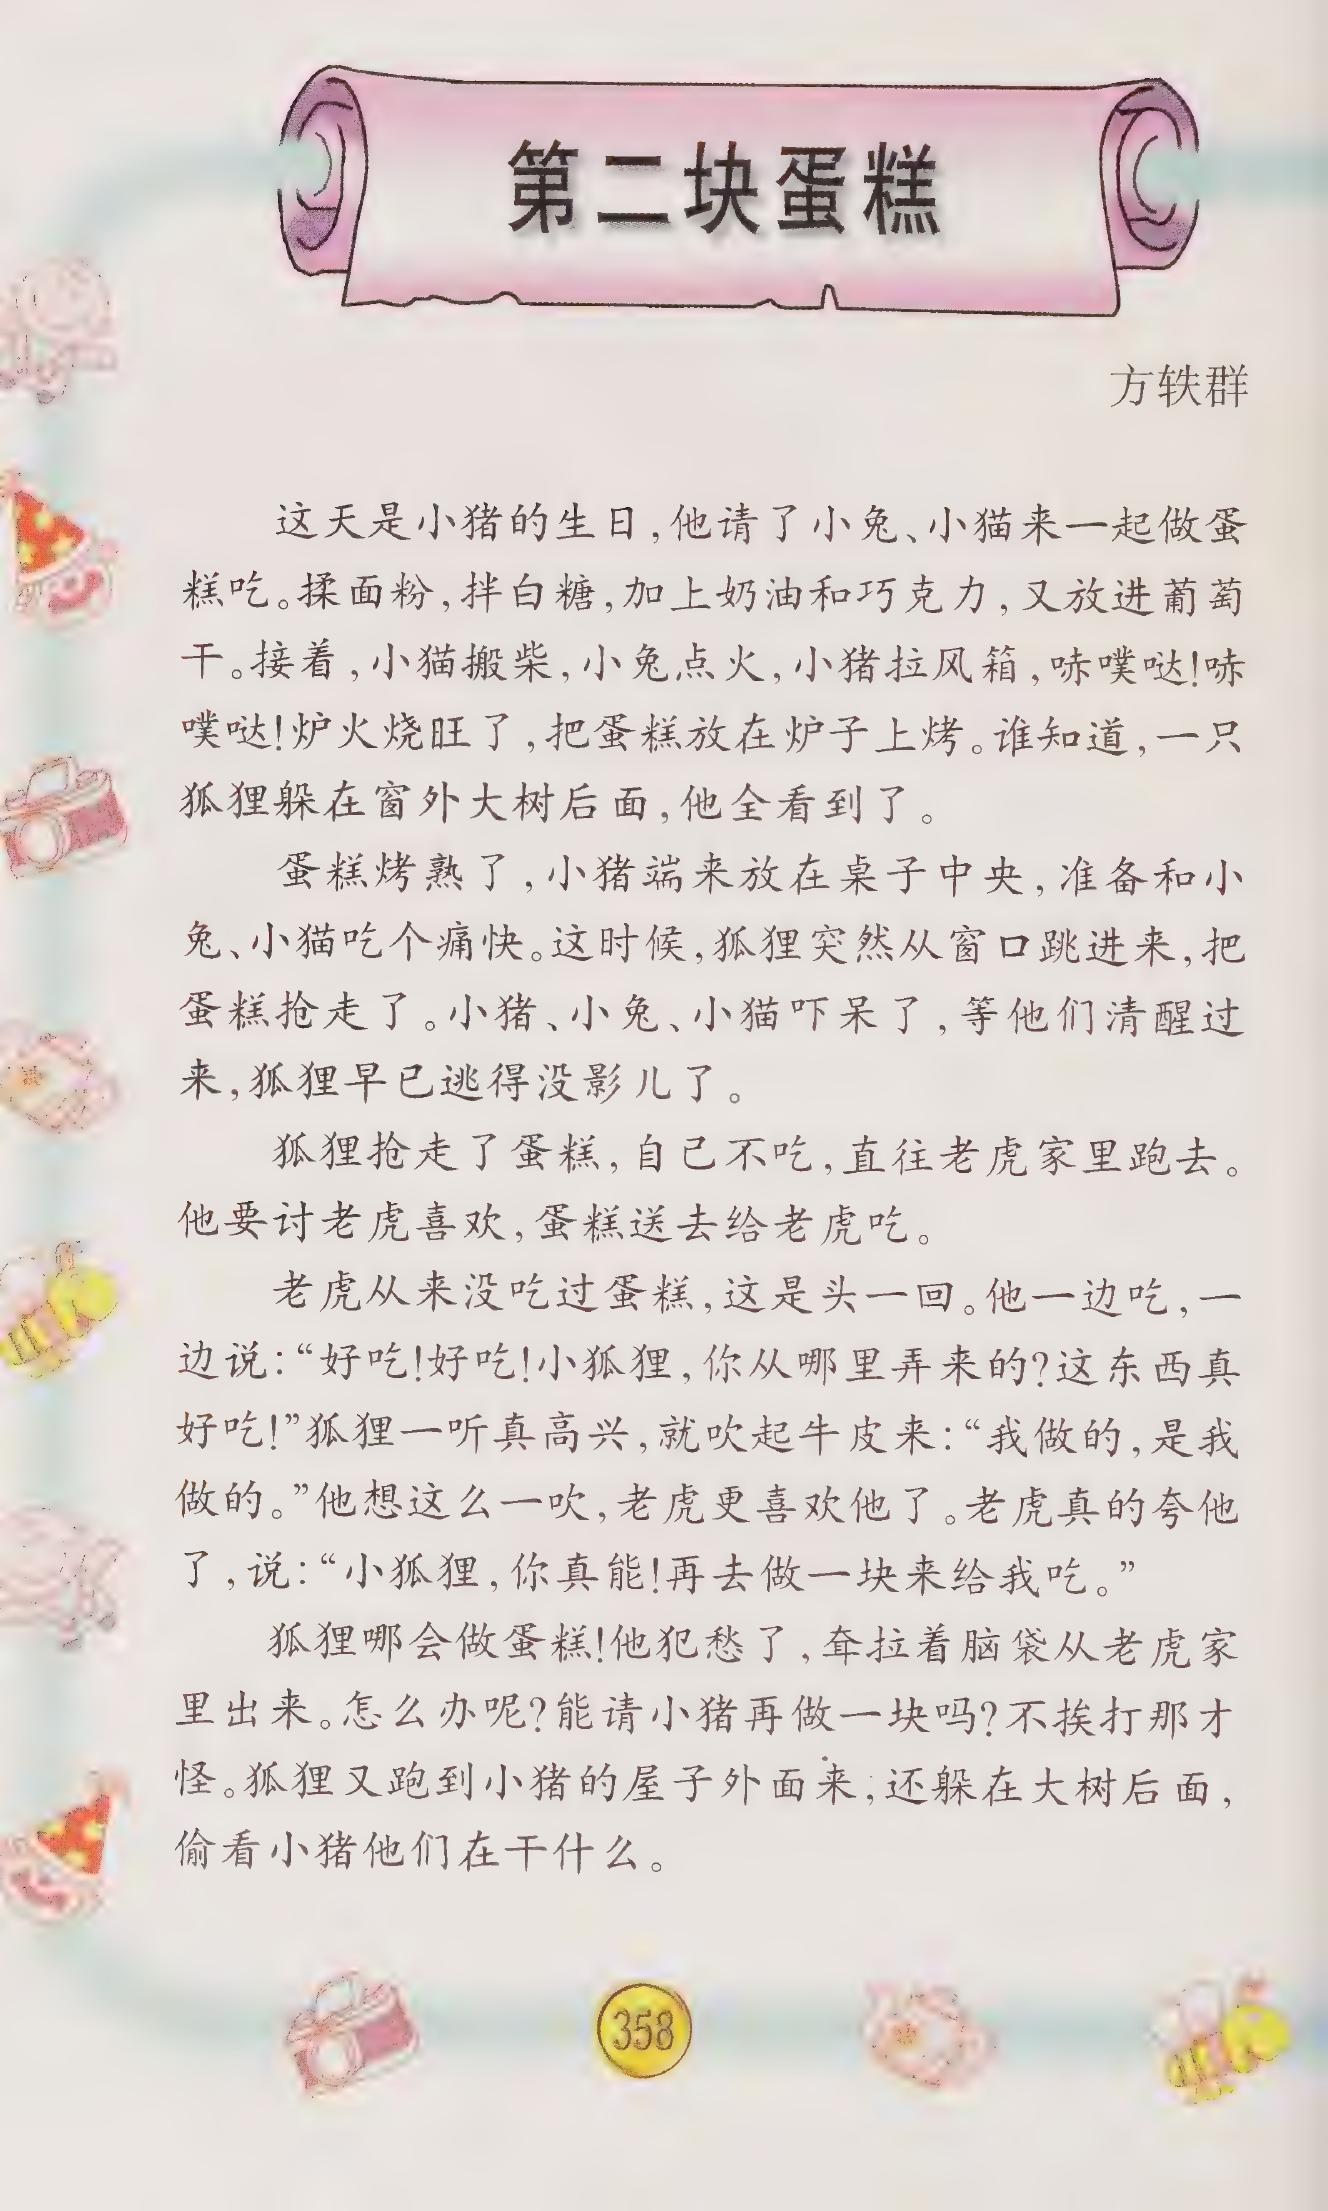 第二块蛋糕
方轶群
这天是小猪的生日,他请了小兔、小猫来一起做蛋
糕吃。揉面粉,拌白糖,加上奶油和巧克力,又放进葡萄
干。接着,小猫搬柴,小兔点火,小猪拉风箱,哧噗哒!哧
噗哒!炉火烧旺了,把蛋糕放在炉子上烤。谁知道,一只
狐狸躲在窗外大树后面,他全看到了。
蛋糕烤熟了,小猪端来放在桌子中央,准备和小
兔、小猫吃个痛快。这时候,狐狸突然从窗口跳进来,把
蛋糕抢走了。小猪、小兔、小猫吓呆了,等他们清醒过
来,狐狸早已逃得没影儿了。
狐狸抢走了蛋糕,自己不吃,直往老虎家里跑去。
他要讨老虎喜欢,蛋糕送去给老虎吃。
老虎从来没吃过蛋糕,这是头一回。他一边吃,一
边说:“好吃!好吃!小狐狸,你从哪里弄来的?这东西真
好吃!”狐狸一听真高兴,就吹起牛皮来:“我做的,是我
做的。”他想这么一吹,老虎更喜欢他了。老虎真的夸他
了,说:“小狐狸,你真能!再去做一块来给我吃。”
狐狸哪会做蛋糕!他犯愁了,耷拉着脑袋从老虎家
里出来。怎么办呢?能请小猪再做一块吗?不挨打那才
怪。狐狸又跑到小猪的屋子外面来,还躲在大树后面,
偷看小猪他们在干什么。
358